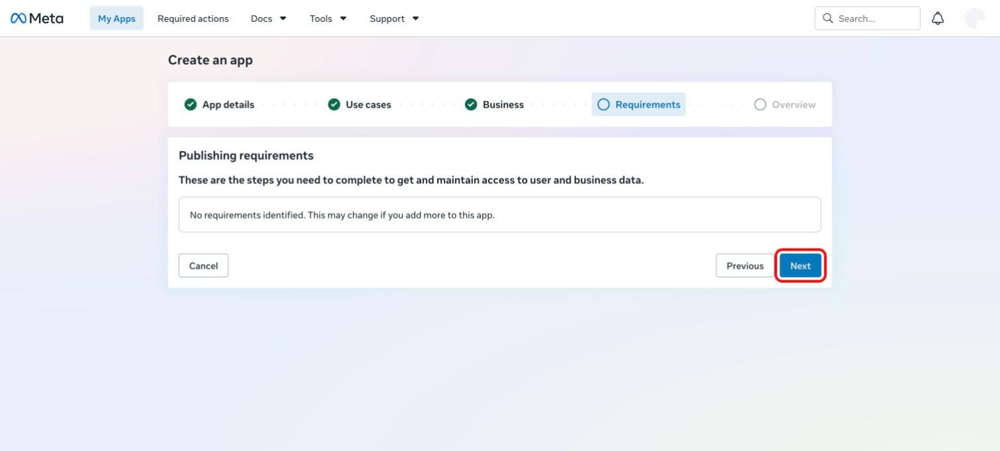 Meta My Apps Required actions Docs Tools Support Search...
Create an app
App details Use cases Business Requirements Overview
Publishing requirements
These are the steps you need to complete to get and maintain access to user and business data.
No requirements identified. This may change if you add more to this app.
Cancel Previous Next